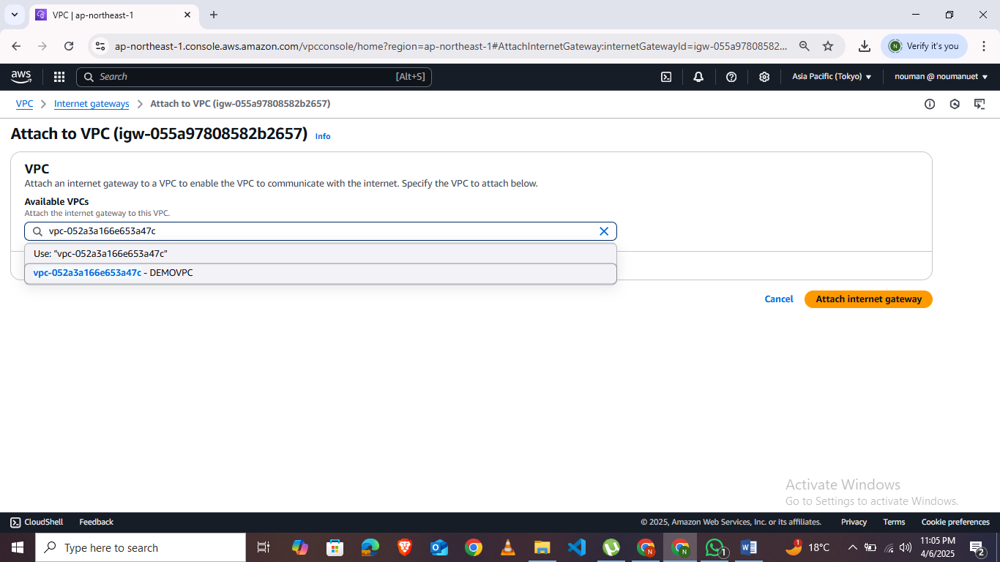 VPC | ap-northeast-1
ap-northeast-1.console.aws.amazon.com/vpcconsole/home?region=ap-northeast-1#AttachInternetGateway:internetGatewayId=igw-055a97808582...
N
Verify it's you
aws
Search
[Alt+S]
Asia Pacific (Tokyo)
nouman @ noumanuet
VPC
Internet gateways
Attach to VPC (igw-055a97808582b2657)
Attach to VPC (igw-055a97808582b2657)
Info
VPC
Attach an internet gateway to a VPC to enable the VPC to communicate with the internet. Specify the VPC to attach below.
Available VPCs
Attach the internet gateway to this VPC.
vpc-052a3a166e653a47c
Use: "vpc-052a3a166e653a47c"
vpc-052a3a166e653a47c - DEMOVPC
Cancel
Attach internet gateway
Activate Windows
Go to Settings to activate Windows.
CloudShell
Feedback
© 2025, Amazon Web Services, Inc. or its affiliates.
Privacy
Terms
Cookie preferences
Type here to search
N
N
1
W
1
18°C
11:05 PM
4/6/2025
2